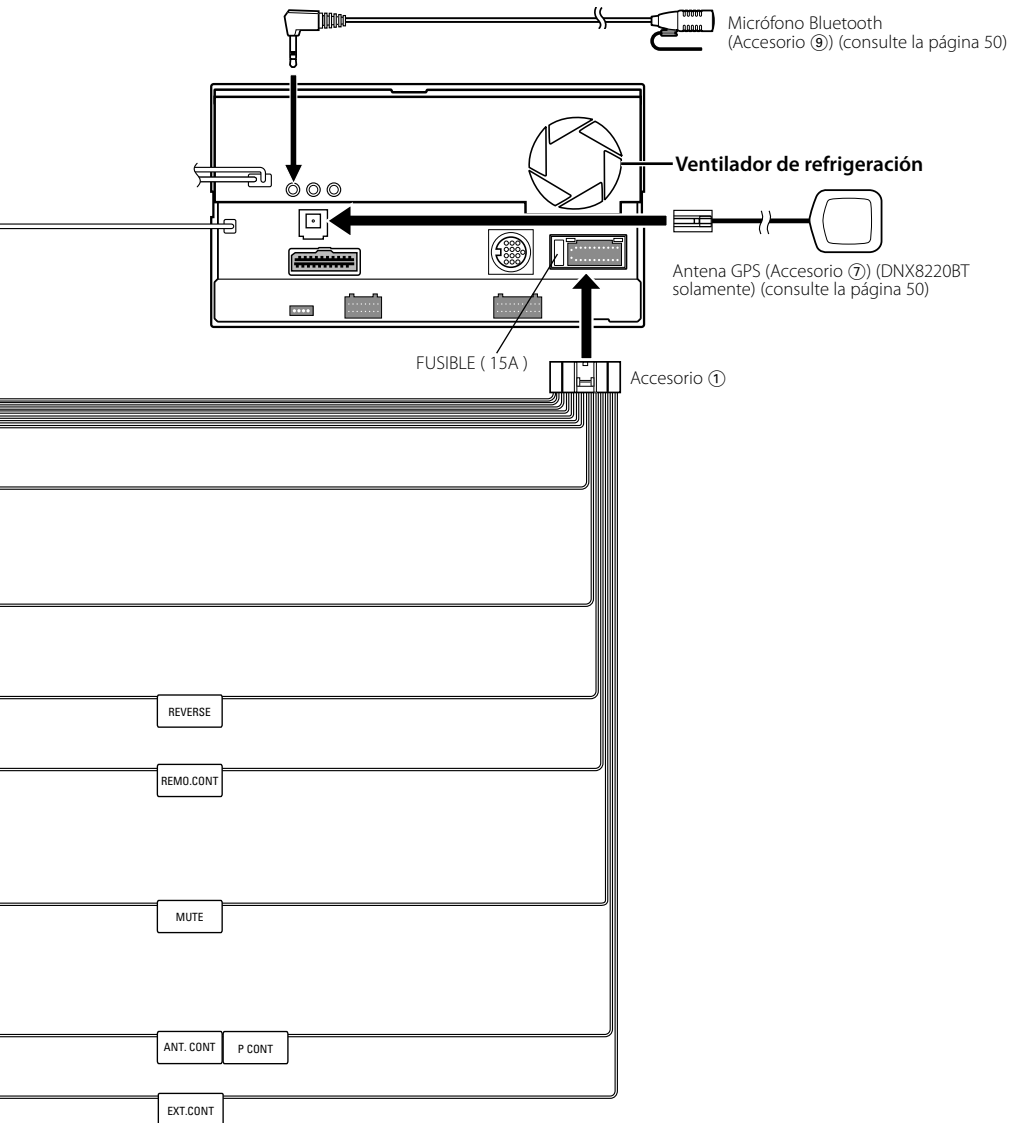 Micrófono Bluetooth
(Accesorio ⑨) (consulte la página 50)
Ventilador de refrigeración
Antena GPS (Accesorio ⑦) (DNX8220BT
solamente) (consulte la página 50)
FUSIBLE ( 15A )
Accesorio ①
REVERSE
REMO.CONT
MUTE
ANT. CONT P CONT
EXT.CONT